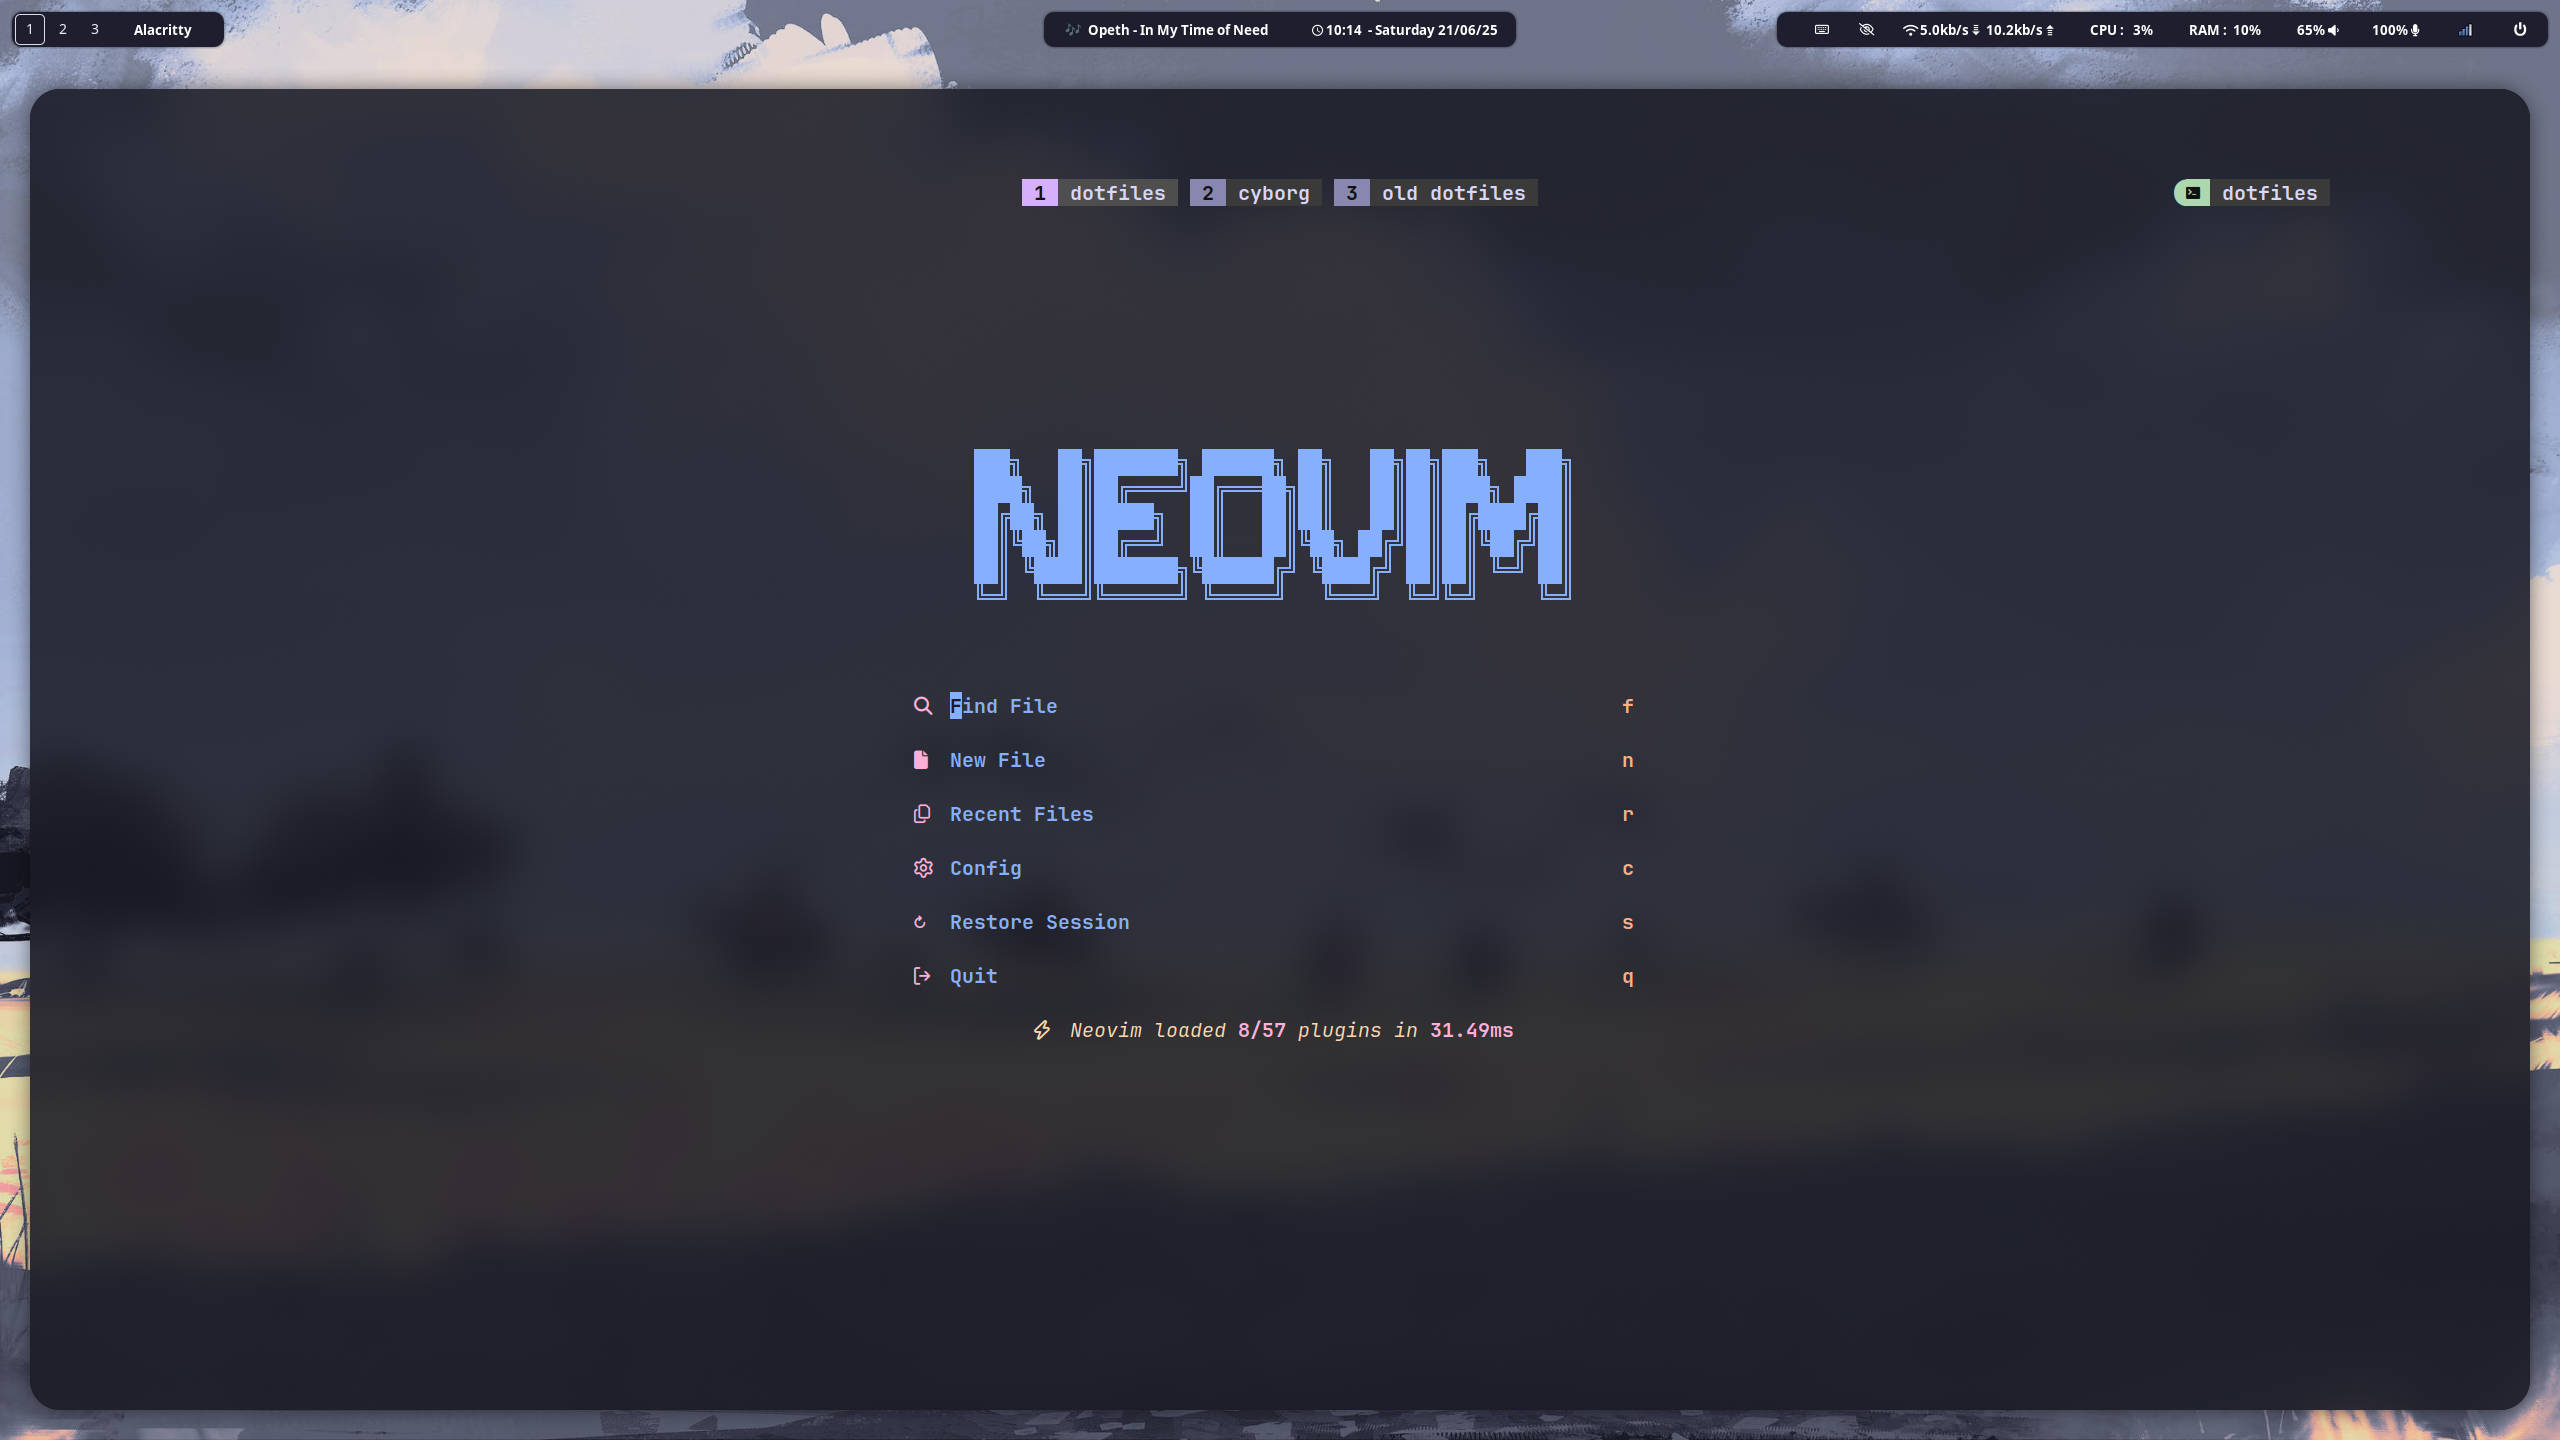 1 2 3 Alacritty
Opeth - In My Time of Need 10:14 - Saturday 21/06/25
5.0kb/s 10.2kb/s CPU : 3% RAM : 10% 65% 100%
1 dotfiles 2 cyborg 3 old dotfiles
dotfiles
NEOVIM
Find File f
New File n
Recent Files r
Config c
Restore Session s
Quit q
Neovim loaded 8/57 plugins in 31.49ms